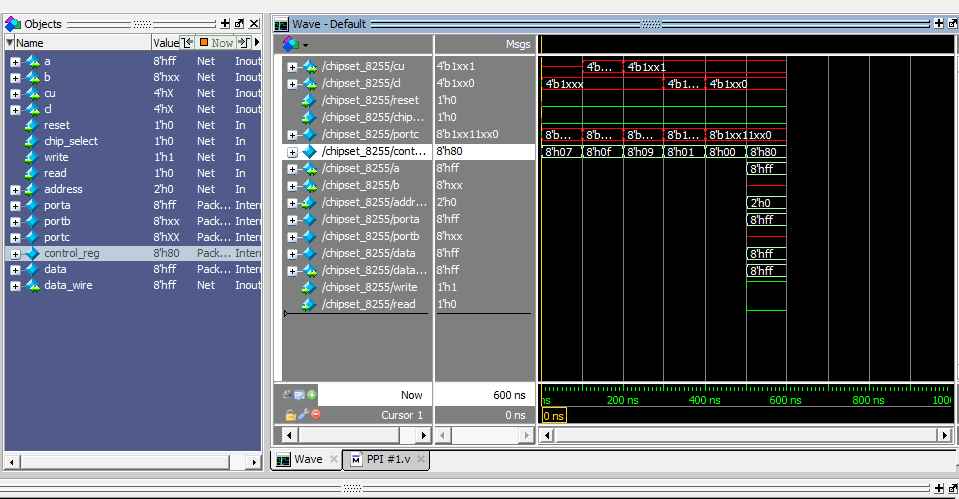 Objects
Wave - Default
Name Value Now
a 8'hff Net Inout
b 8'hxx Net Inout
cu 4'hX Net Inout
cl 4'hX Net Inout
reset 1'h0 Net In
chip_select 1'h0 Net In
write 1'h1 Net In
read 1'h0 Net In
address 2'h0 Net In
porta 8'hff Pack... Interr
portb 8'hxx Pack... Interr
portc 8'hXX Pack... Interr
control_reg 8'h80 Pack... Interr
data 8'hff Pack... Interr
data_wire 8'hff Net Inout
Msgs
/chipset_8255/cu 4'b1xx1 4'b... 4'b1xx1
/chipset_8255/cl 4'b1xx0 4'b1xxx 4'b1... 4'b1xx0
/chipset_8255/reset 1'h0
/chipset_8255/chip... 1'h0
/chipset_8255/portc 8'b1xx11xx0 8'b... 8'b... 8'b... 8'b1... 8'b1xx11xx0
/chipset_8255/cont... 8'h80 8'h07 8'h0f 8'h09 8'h01 8'h00 8'h80
/chipset_8255/a 8'hff 8'hff
/chipset_8255/b 8'hxx
/chipset_8255/addr... 2'h0 2'h0
/chipset_8255/porta 8'hff 8'hff
/chipset_8255/portb 8'hxx
/chipset_8255/data 8'hff 8'hff
/chipset_8255/data... 8'hff 8'hff
/chipset_8255/write 1'h1
/chipset_8255/read 1'h0
Now 600 ns ns 200 ns 400 ns 600 ns 800 ns 100
Cursor 1 0 ns 0 ns
Wave PPI #1.v